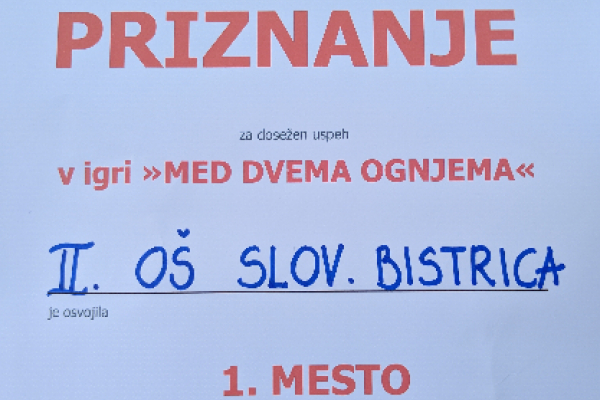 PRIZNANJE
za dosežen uspeh
v igri »MED DVEMA OGNJEMA«
II. OŠ SLOV. BISTRICA
je osvojila
1. MESTO